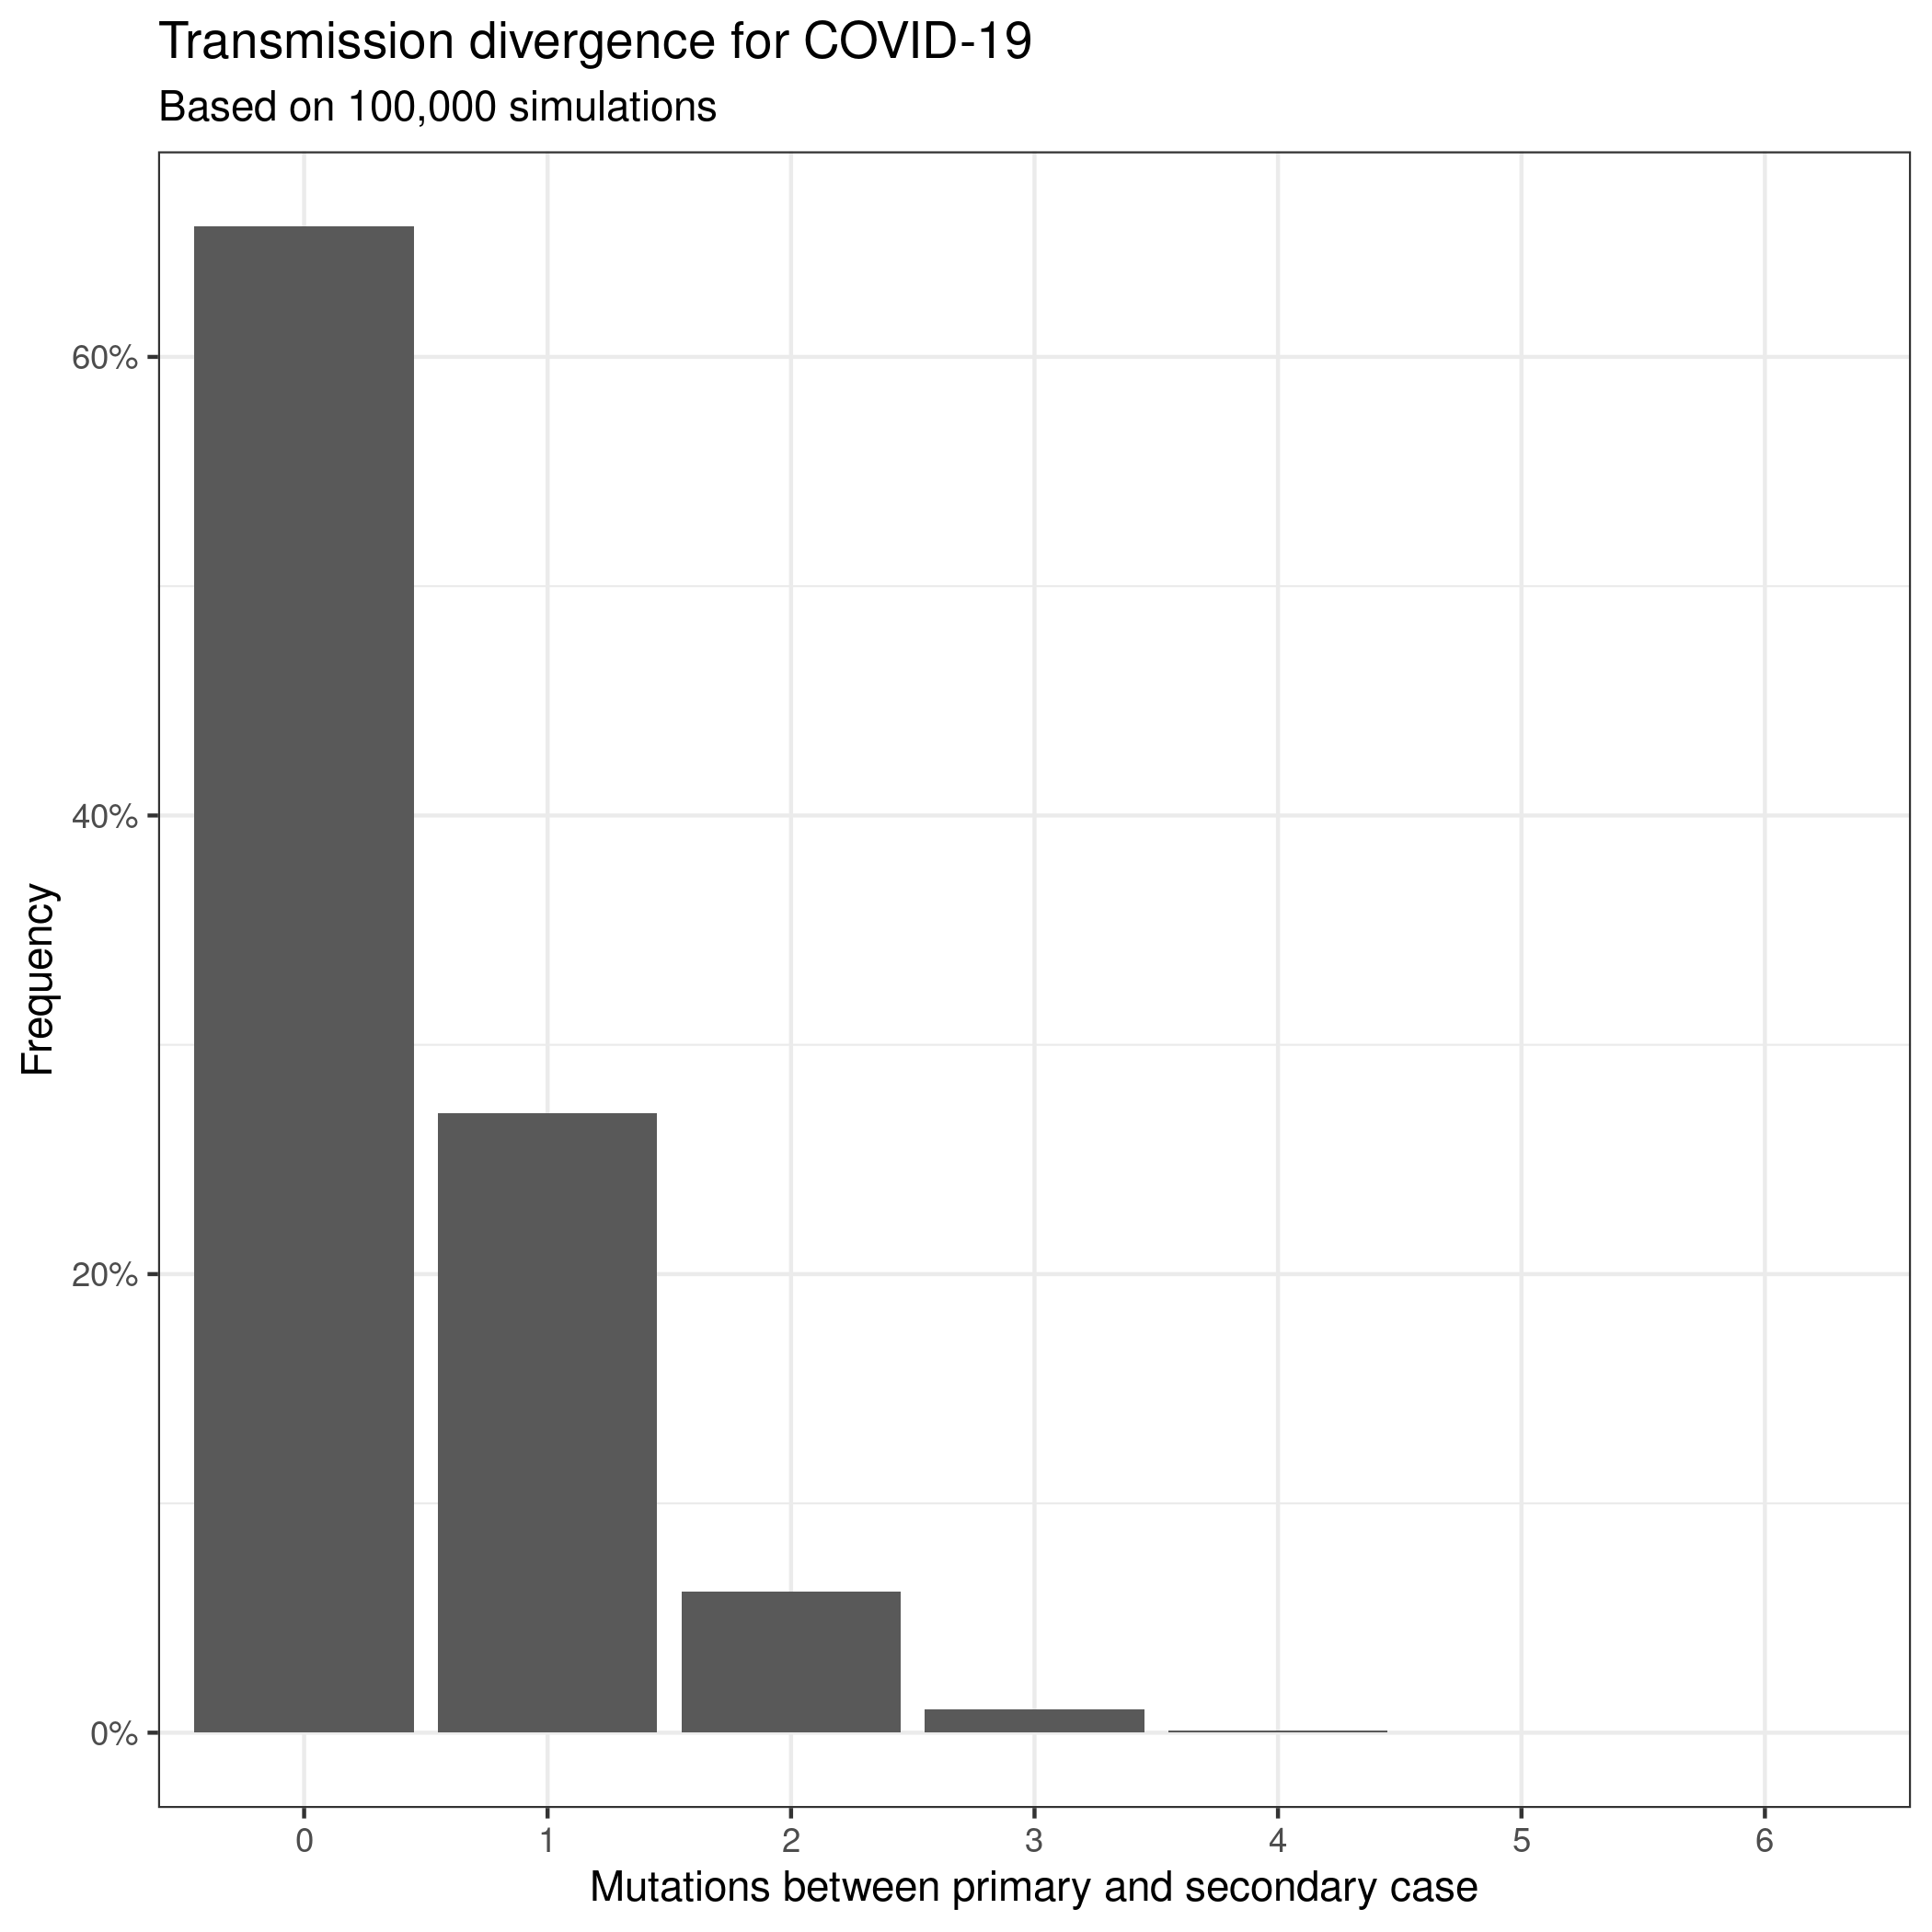 Transmission divergence for COVID-19
Based on 100,000 simulations
60%
40%
20%
0%
Frequency
0 1 2 3 4 5 6
Mutations between primary and secondary case